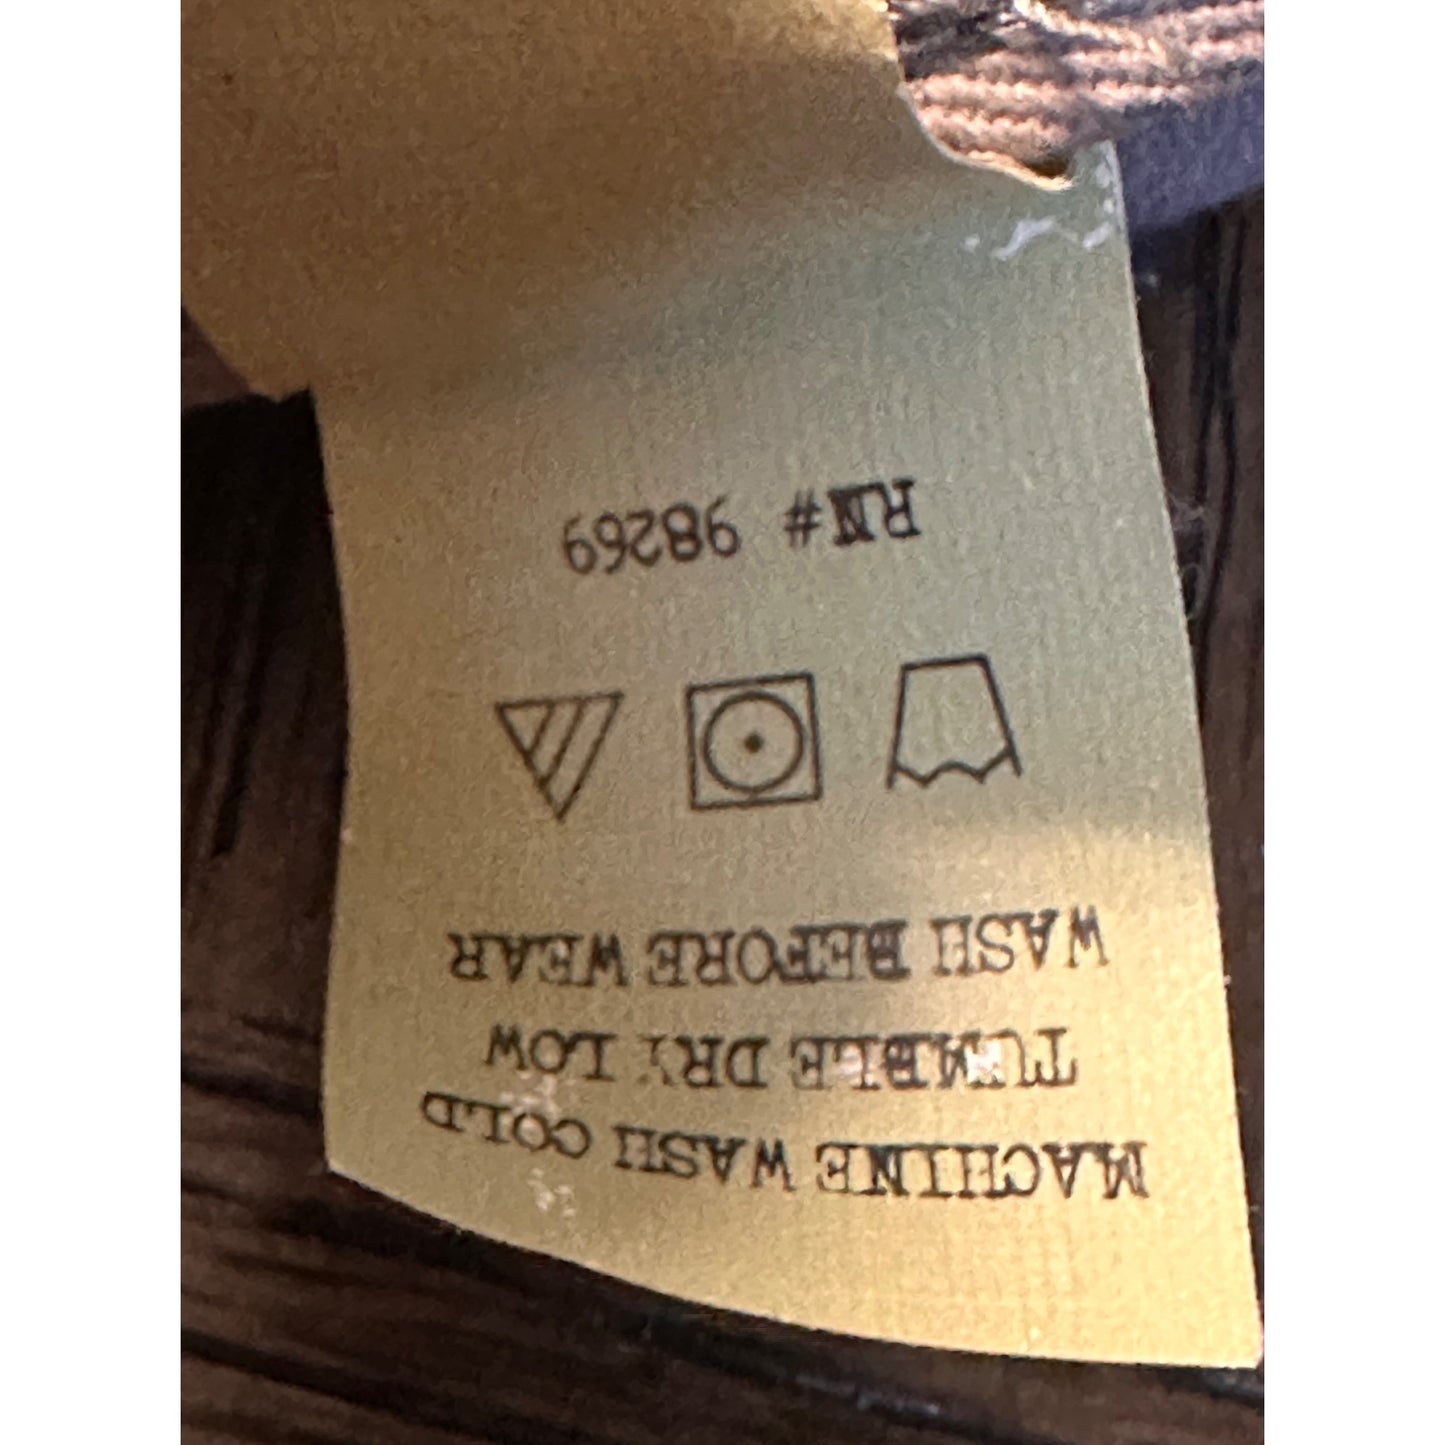 MACHINE WASH COLD
TUMBLE DRY LOW
WASH BEFORE WEAR
RN# 98269